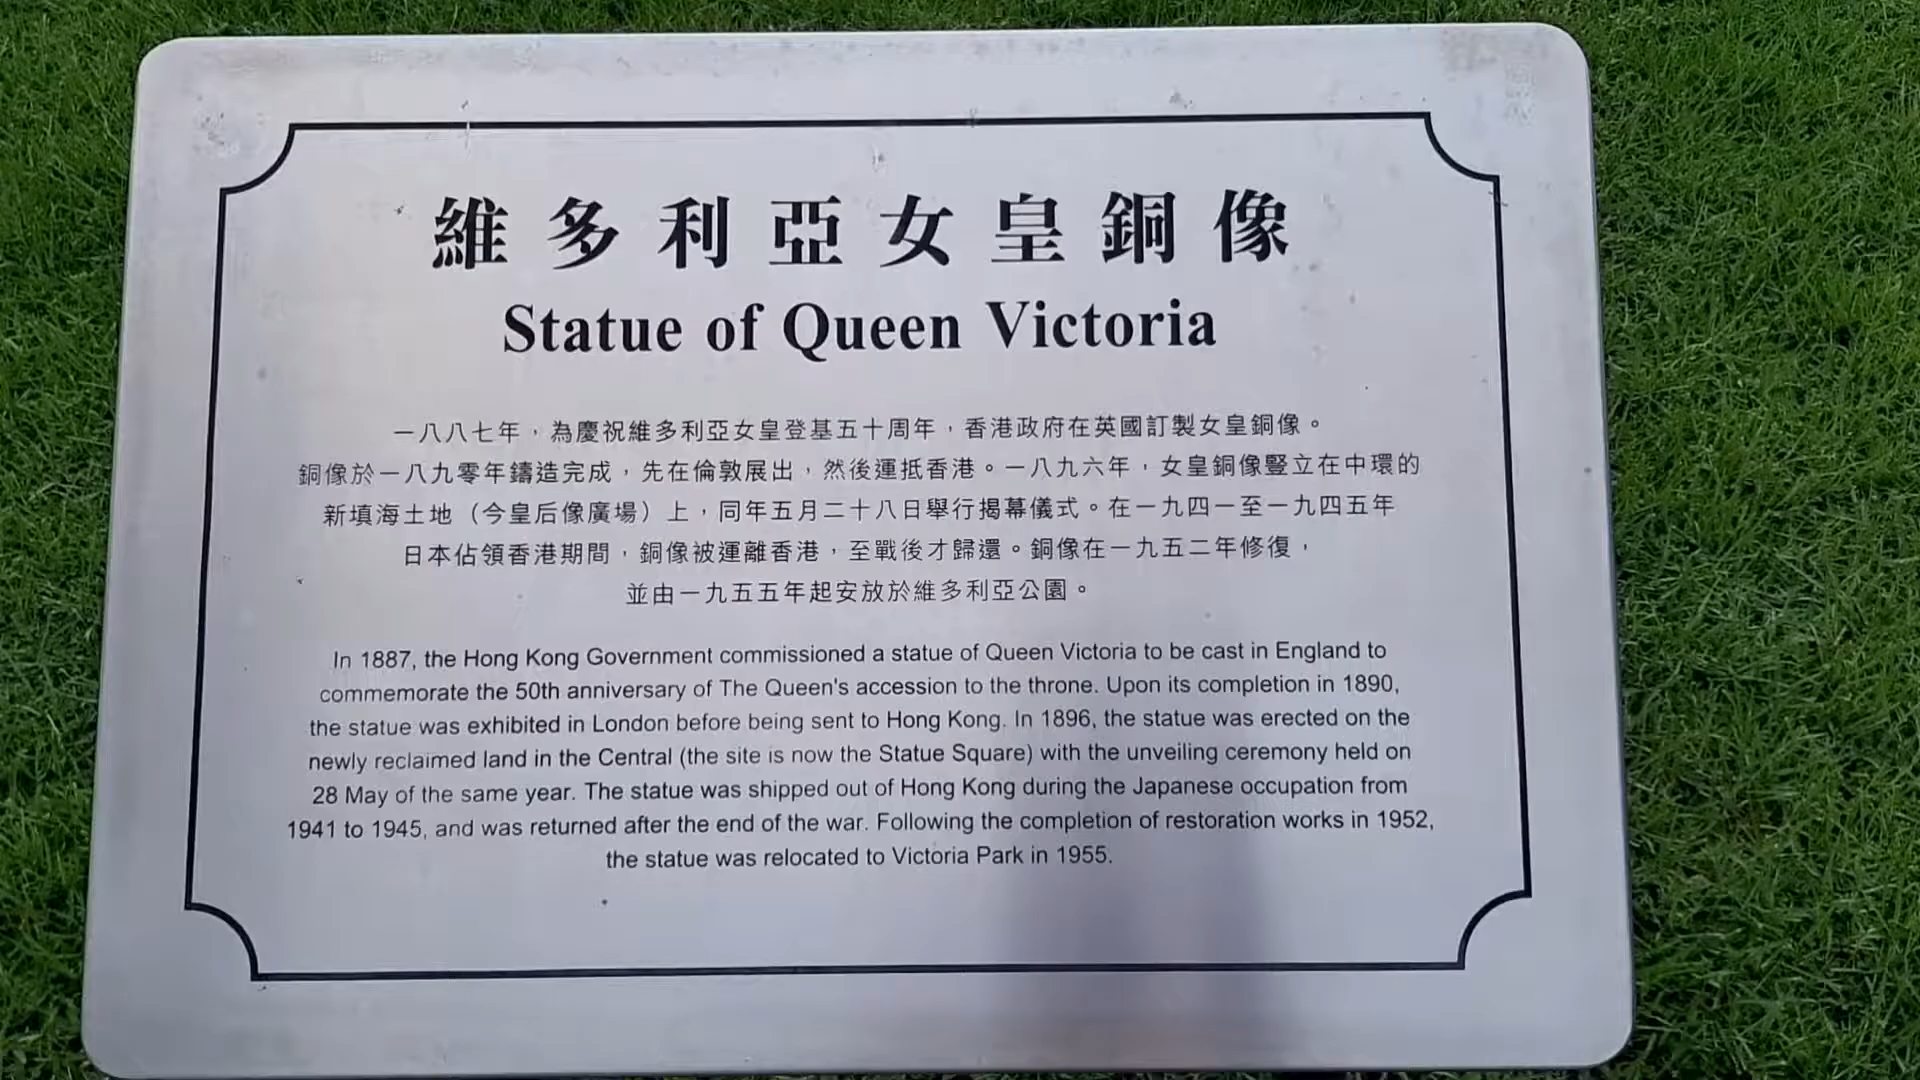 維多利亞女皇銅像
Statue of Queen Victoria
一八八七年，為慶祝維多利亞女皇登基五十周年，香港政府在英國訂製女皇銅像。
銅像於一八九零年鑄造完成，先在倫敦展出，然後運抵香港。一八九六年，女皇銅像豎立在中環的
新填海土地（今皇后像廣場）上，同年五月二十八日舉行揭幕儀式。在一九四一至一九四五年
日本佔領香港期間，銅像被運離香港，至戰後才歸還。銅像在一九五二年修復，
並由一九五五年起安放於維多利亞公園。
In 1887, the Hong Kong Government commissioned a statue of Queen Victoria to be cast in England to
commemorate the 50th anniversary of The Queen's accession to the throne. Upon its completion in 1890,
the statue was exhibited in London before being sent to Hong Kong. In 1896, the statue was erected on the
newly reclaimed land in the Central (the site is now the Statue Square) with the unveiling ceremony held on
28 May of the same year. The statue was shipped out of Hong Kong during the Japanese occupation from
1941 to 1945, and was returned after the end of the war. Following the completion of restoration works in 1952,
the statue was relocated to Victoria Park in 1955.